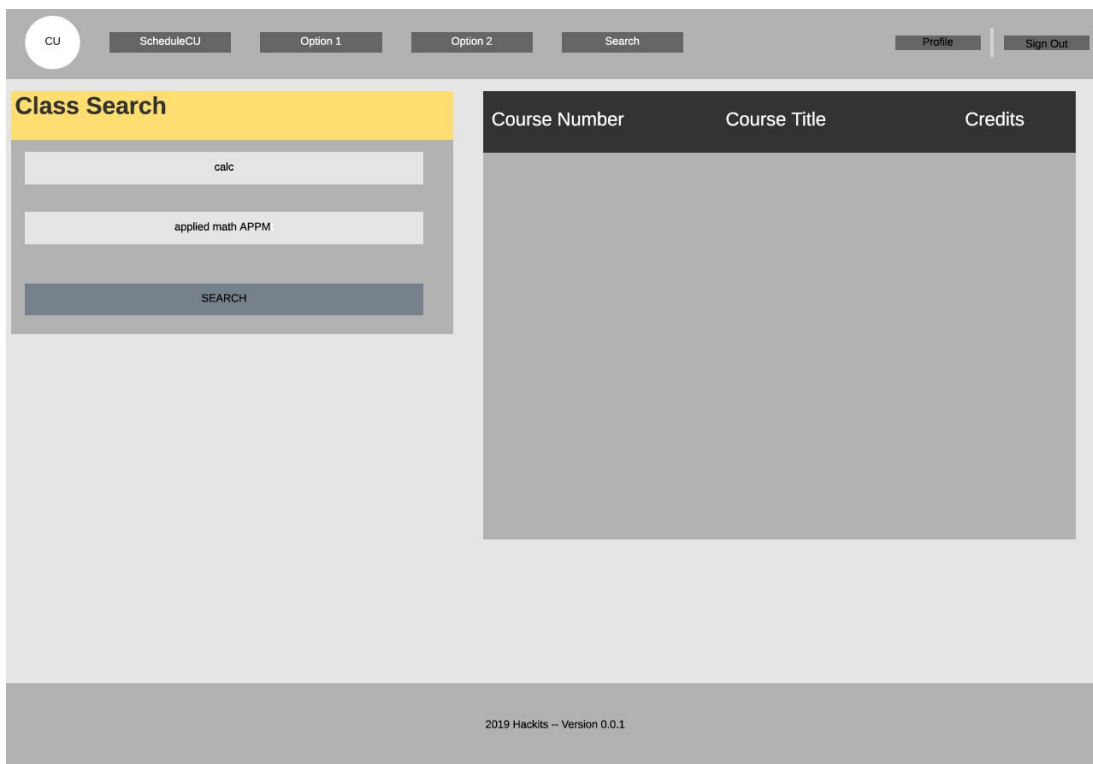 CU
ScheduleCU
Option 1
Option 2
Search
Profile
Sign Out
Class Search
calc
applied math APPM
SEARCH
Course Number Course Title Credits
2019 Hackits -- Version 0.0.1